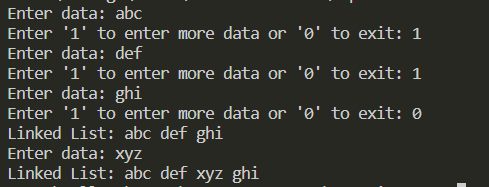 Enter data: abc
Enter '1' to enter more data or '0' to exit: 1
Enter data: def
Enter '1' to enter more data or '0' to exit: 1
Enter data: ghi
Enter '1' to enter more data or '0' to exit: 0
Linked List: abc def ghi
Enter data: xyz
Linked List: abc def xyz ghi